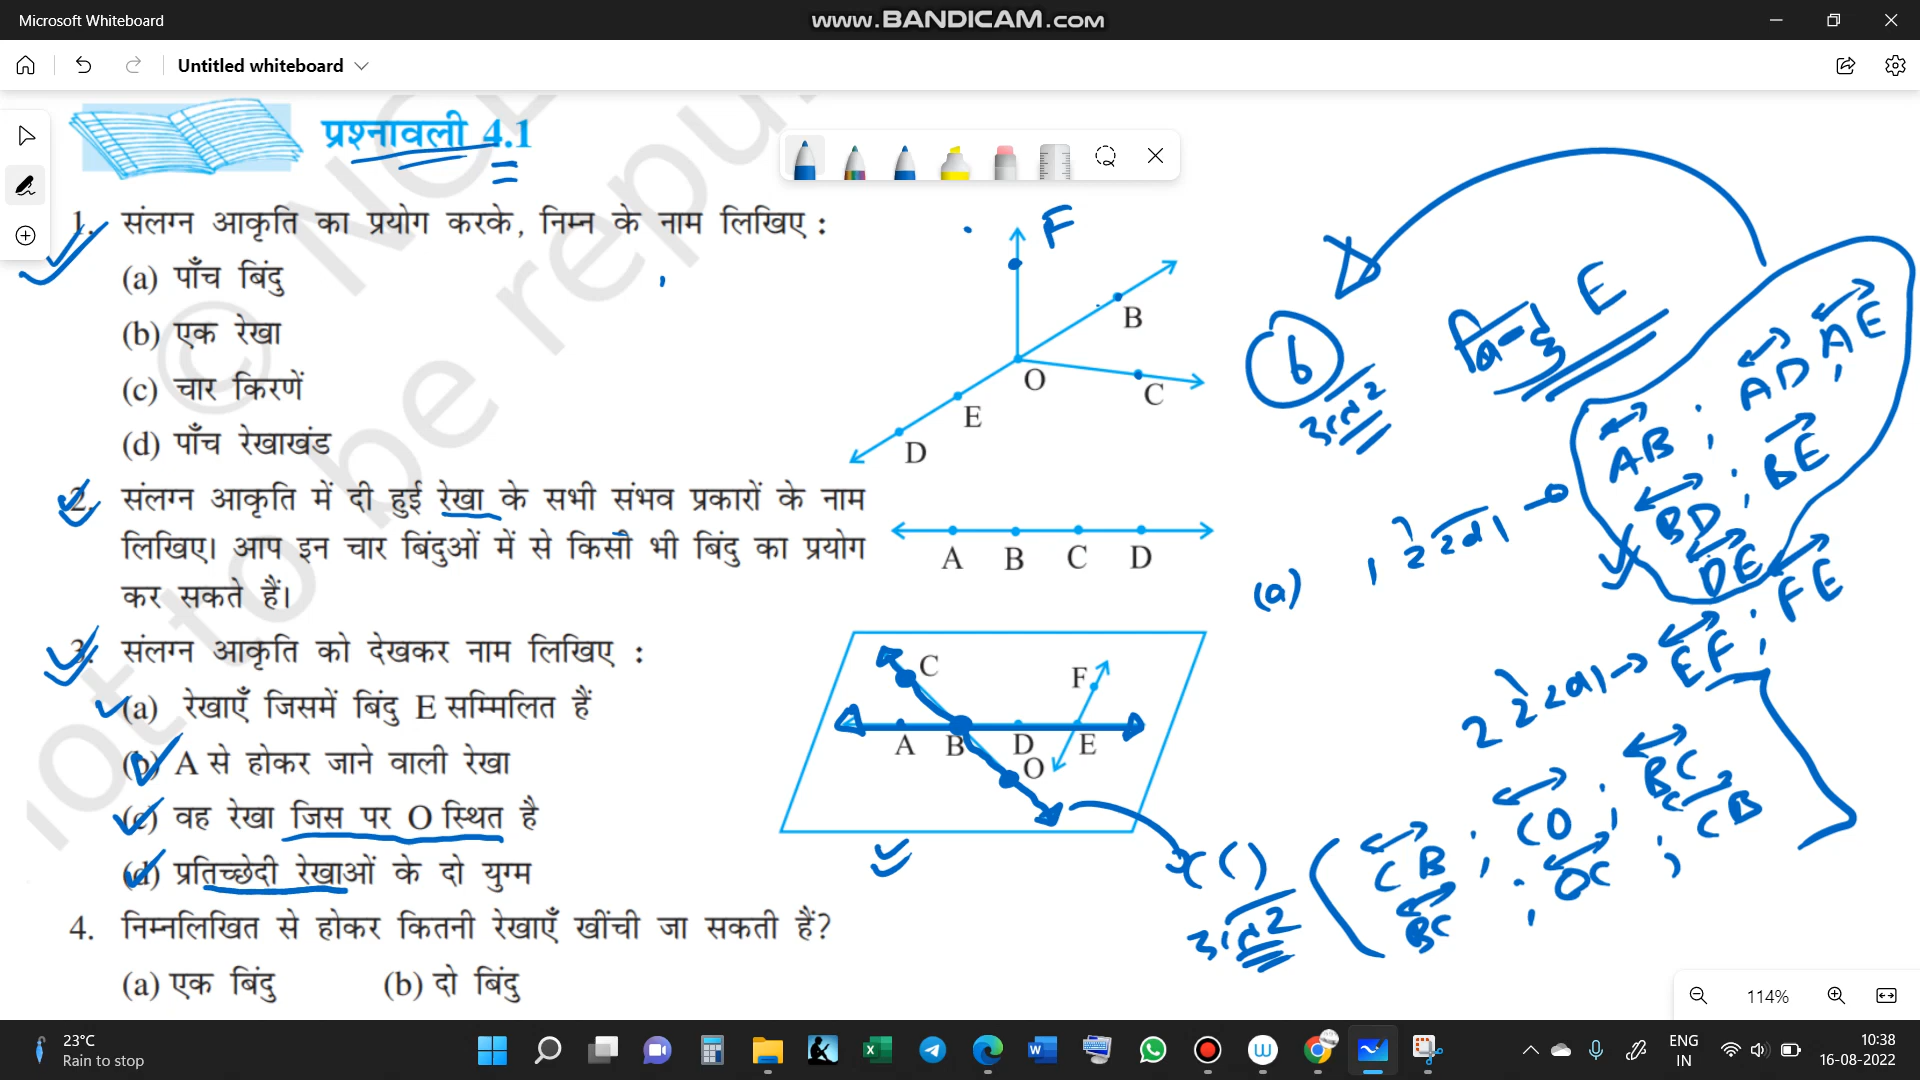 Microsoft Whiteboard
www.BANDICAM.com
Untitled whiteboard
प्रश्नावली 4.1
1. संलग्न आकृति का प्रयोग करके, निम्न के नाम लिखिए :
(a) पाँच बिंदु
(b) एक रेखा
(c) चार किरणें
(d) पाँच रेखाखंड
F
B
O
C
E
D
2. संलग्न आकृति में दी हुई रेखा के सभी संभव प्रकारों के नाम
लिखिए। आप इन चार बिंदुओं में से किसी भी बिंदु का प्रयोग
कर सकते हैं।
A B C D
3. संलग्न आकृति को देखकर नाम लिखिए :
(a) रेखाएँ जिसमें बिंदु E सम्मिलित हैं
(b) A से होकर जाने वाली रेखा
(c) वह रेखा जिस पर O स्थित है
(d) प्रतिच्छेदी रेखाओं के दो युग्म
C
F
A B D E
O
4. निम्नलिखित से होकर कितनी रेखाएँ खींची जा सकती हैं?
(a) एक बिंदु (b) दो बिंदु
b
E
AB ; AD , AE
BD ; BE
DE
(a)
EF ; FE
CB ; CO ; BC
BC ; OC ; CB
114%
23°C
Rain to stop
ENG
IN
10:38
16-08-2022